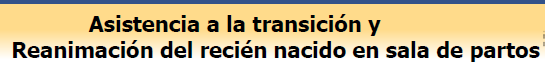 Asistencia a la transición y
Reanimación del recién nacido en sala de partos